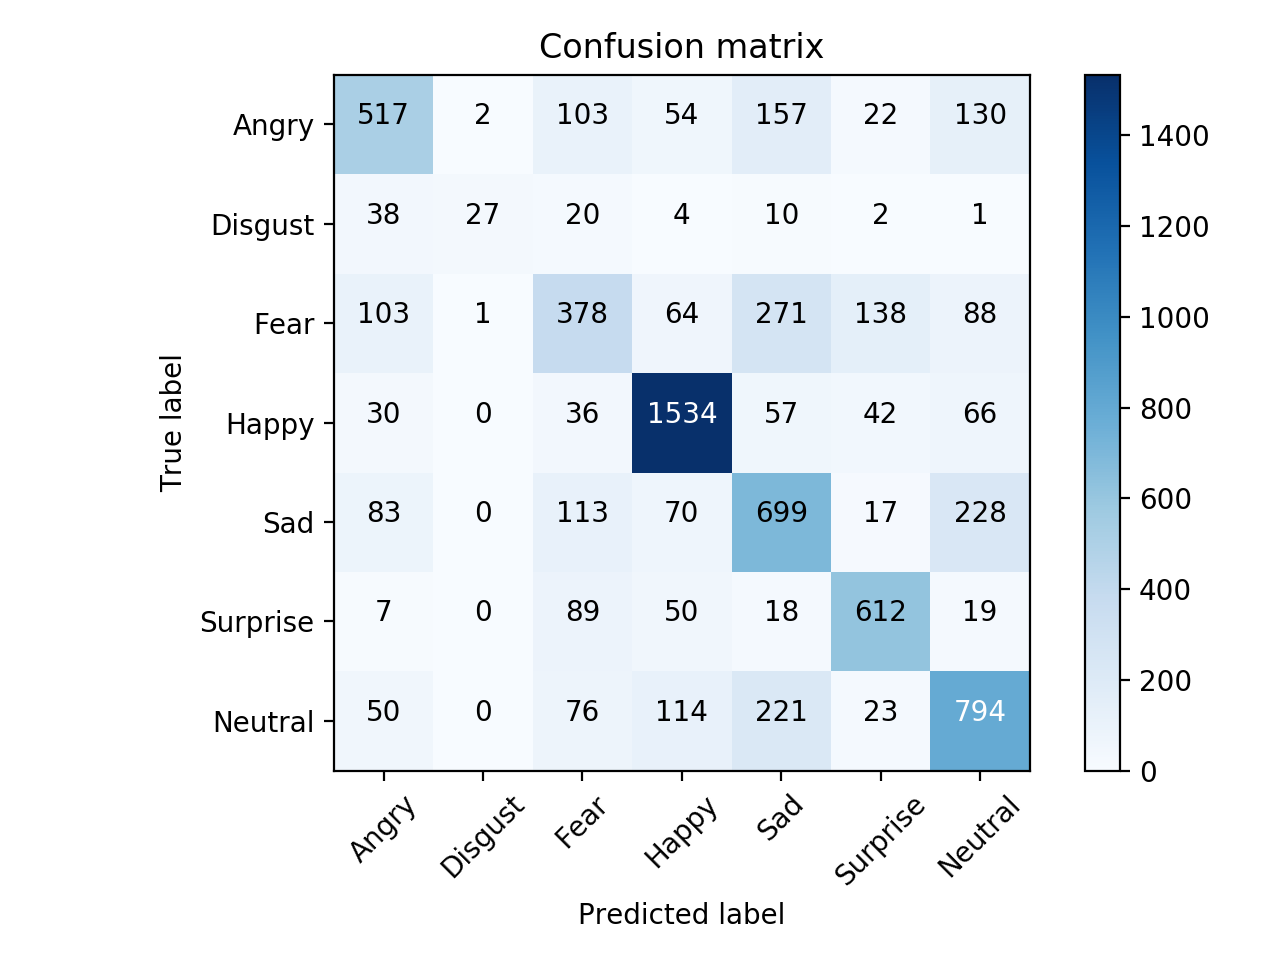 Confusion matrix
Angry 517 2 103 54 157 22 130
Disgust 38 27 20 4 10 2 1
Fear 103 1 378 64 271 138 88
Happy 30 0 36 1534 57 42 66
Sad 83 0 113 70 699 17 228
Surprise 7 0 89 50 18 612 19
Neutral 50 0 76 114 221 23 794
Angry Disgust Fear Happy Sad Surprise Neutral
Predicted label
True label
1400
1200
1000
800
600
400
200
0